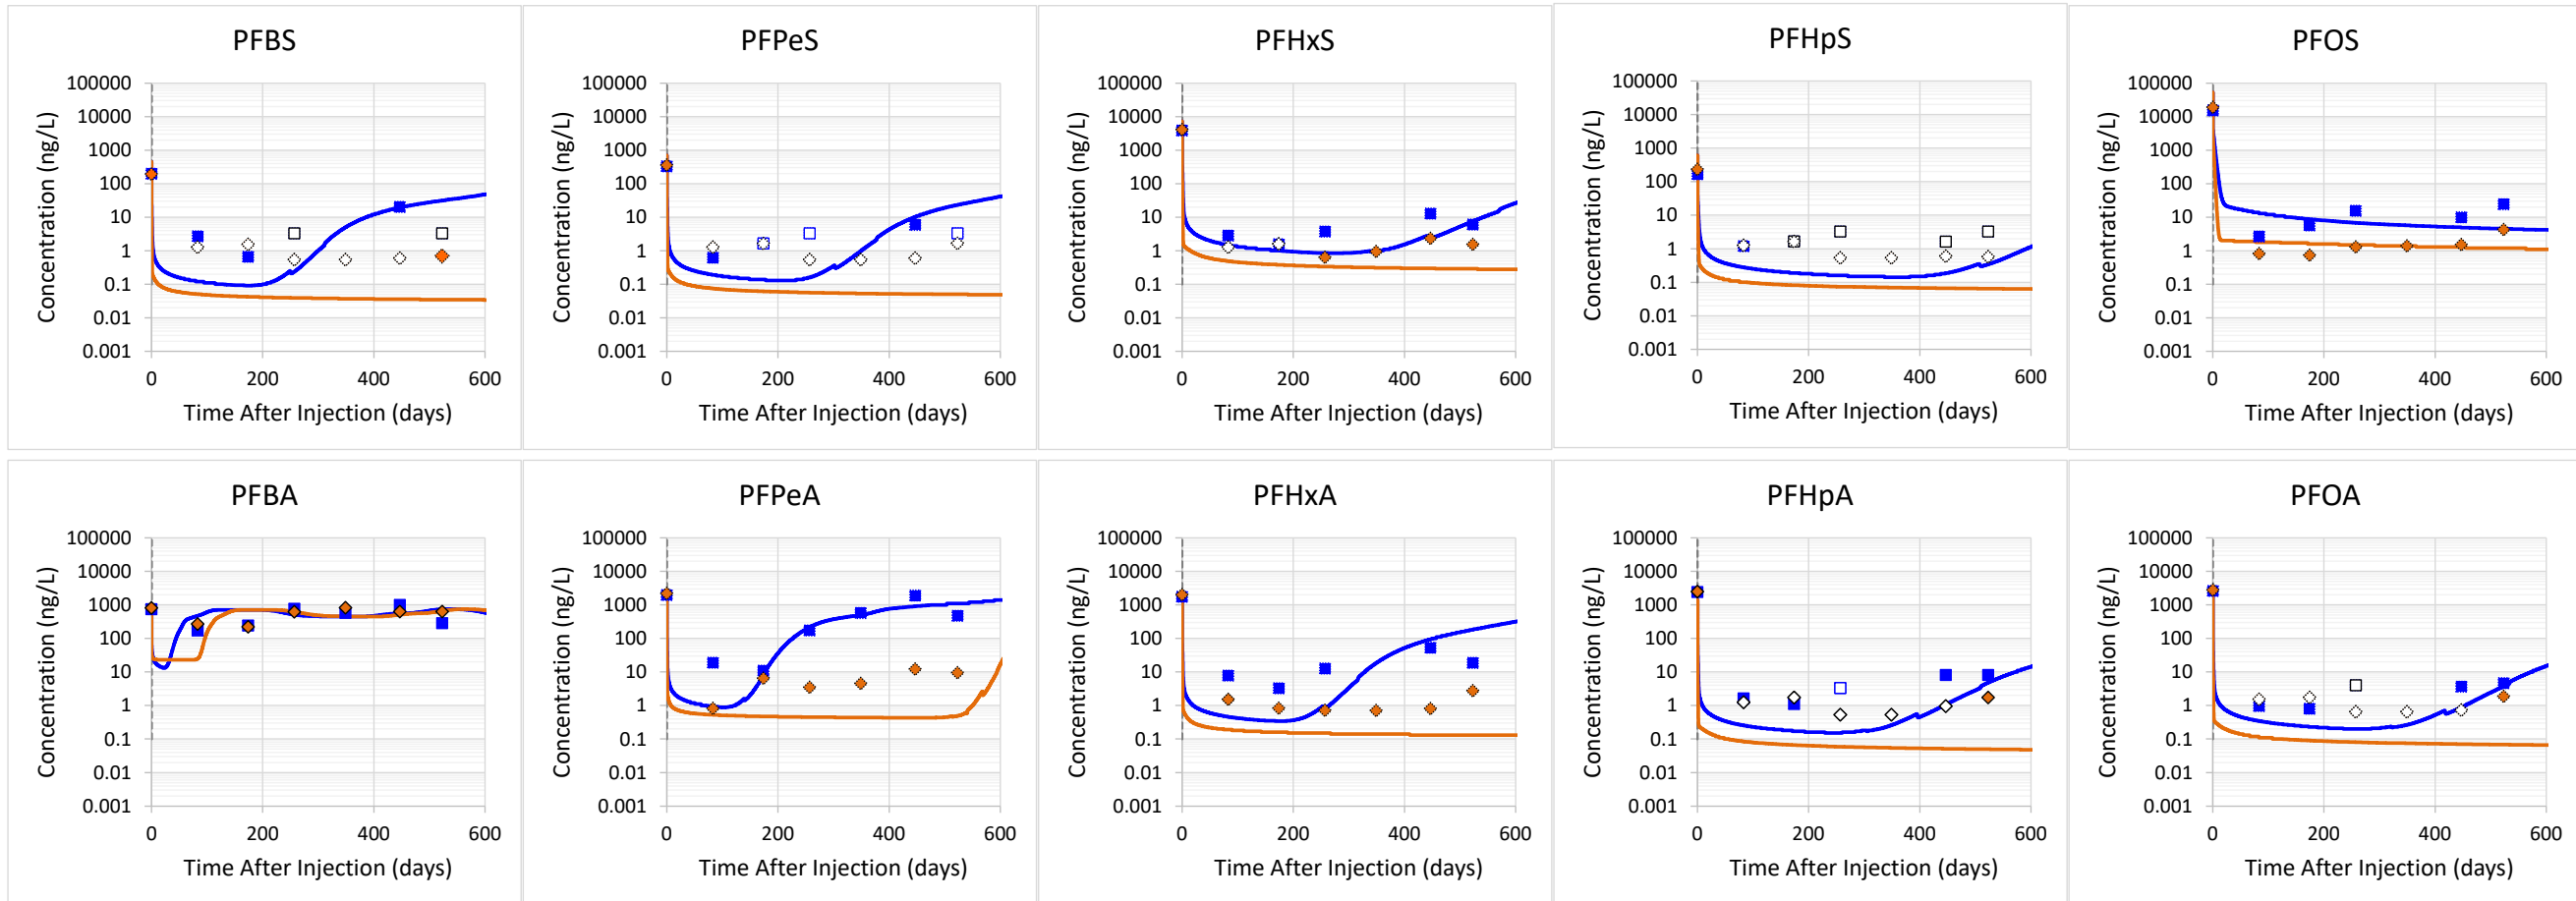 PFBS
Concentration (ng/L)
100000
10000
1000
100
10
1
0.1
0.01
0.001
0 200 400 600
Time After Injection (days)
PFPeS
Concentration (ng/L)
100000
10000
1000
100
10
1
0.1
0.01
0.001
0 200 400 600
Time After Injection (days)
PFHxS
Concentration (ng/L)
100000
10000
1000
100
10
1
0.1
0.01
0.001
0 200 400 600
Time After Injection (days)
PFHpS
Concentration (ng/L)
100000
10000
1000
100
10
1
0.1
0.01
0.001
0 200 400 600
Time After Injection (days)
PFOS
Concentration (ng/L)
100000
10000
1000
100
10
1
0.1
0.01
0.001
0 200 400 600
Time After Injection (days)
PFBA
Concentration (ng/L)
100000
10000
1000
100
10
1
0.1
0.01
0.001
0 200 400 600
Time After Injection (days)
PFPeA
Concentration (ng/L)
100000
10000
1000
100
10
1
0.1
0.01
0.001
0 200 400 600
Time After Injection (days)
PFHxA
Concentration (ng/L)
100000
10000
1000
100
10
1
0.1
0.01
0.001
0 200 400 600
Time After Injection (days)
PFHpA
Concentration (ng/L)
100000
10000
1000
100
10
1
0.1
0.01
0.001
0 200 400 600
Time After Injection (days)
PFOA
Concentration (ng/L)
100000
10000
1000
100
10
1
0.1
0.01
0.001
0 200 400 600
Time After Injection (days)